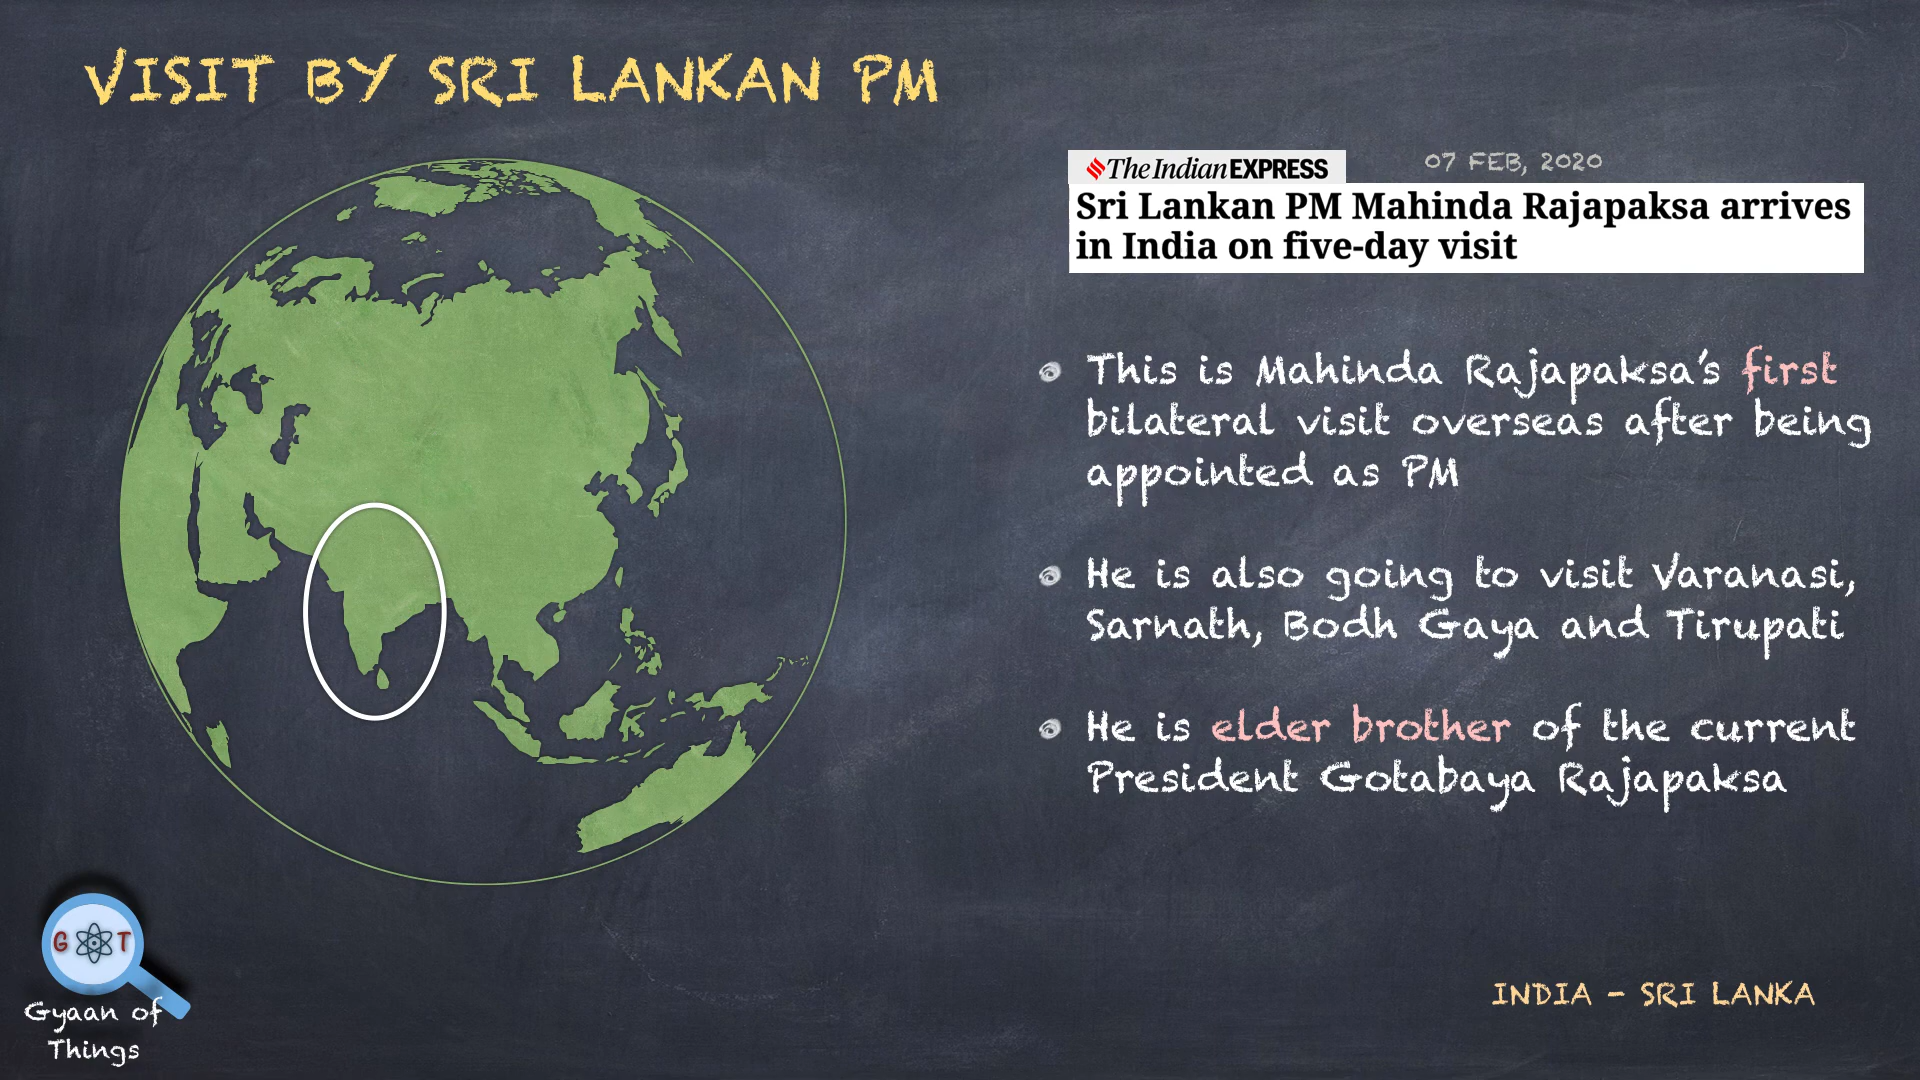 VISIT BY SRI LANKAN PM
The Indian EXPRESS
07 FEB, 2020
Sri Lankan PM Mahinda Rajapaksa arrives
in India on five-day visit
This is Mahinda Rajapaksa's first
bilateral visit overseas after being
appointed as PM
He is also going to visit Varanasi,
Sarnath, Bodh Gaya and Tirupati
He is elder brother of the current
President Gotabaya Rajapaksa
G T
Gyaan of
Things
INDIA - SRI LANKA